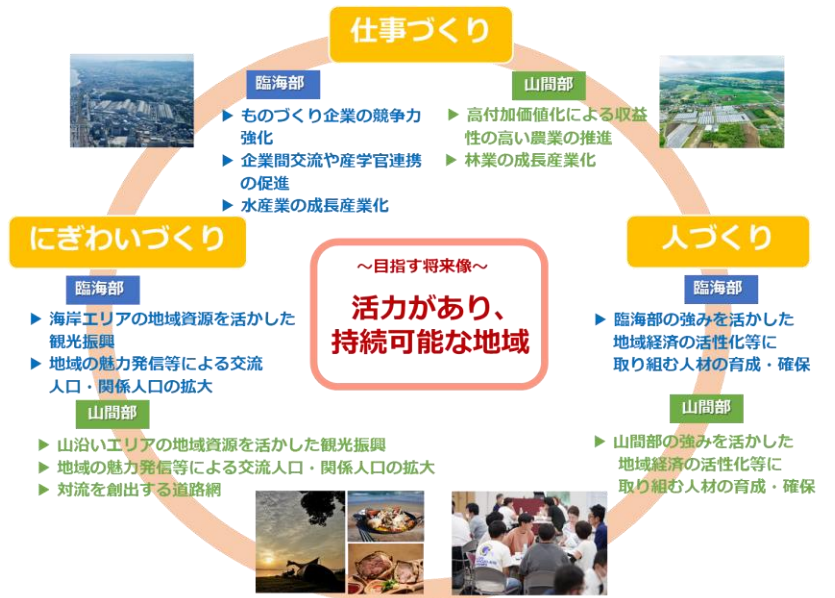 仕事づくり
臨海部
▶ ものづくり企業の競争力
強化
▶ 企業間交流や産学官連携
の促進
▶ 水産業の成長産業化
山間部
▶ 高付加価値化による収益
性の高い農業の推進
▶ 林業の成長産業化
にぎわいづくり
臨海部
▶ 海岸エリアの地域資源を活かした
観光振興
▶ 地域の魅力発信等による交流
人口・関係人口の拡大
山間部
▶ 山沿いエリアの地域資源を活かした観光振興
▶ 地域の魅力発信等による交流人口・関係人口の拡大
▶ 対流を創出する道路網
～目指す将来像～
活力があり、
持続可能な地域
人づくり
臨海部
▶ 臨海部の強みを活かした
地域経済の活性化等に
取り組む人材の育成・確保
山間部
▶ 山間部の強みを活かした
地域経済の活性化等に
取り組む人材の育成・確保